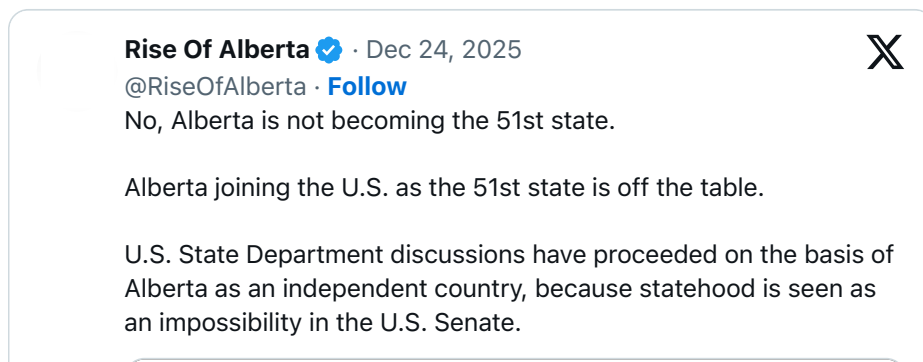 Rise Of Alberta · Dec 24, 2025
@RiseOfAlberta · Follow
No, Alberta is not becoming the 51st state.
Alberta joining the U.S. as the 51st state is off the table.
U.S. State Department discussions have proceeded on the basis of
Alberta as an independent country, because statehood is seen as
an impossibility in the U.S. Senate.